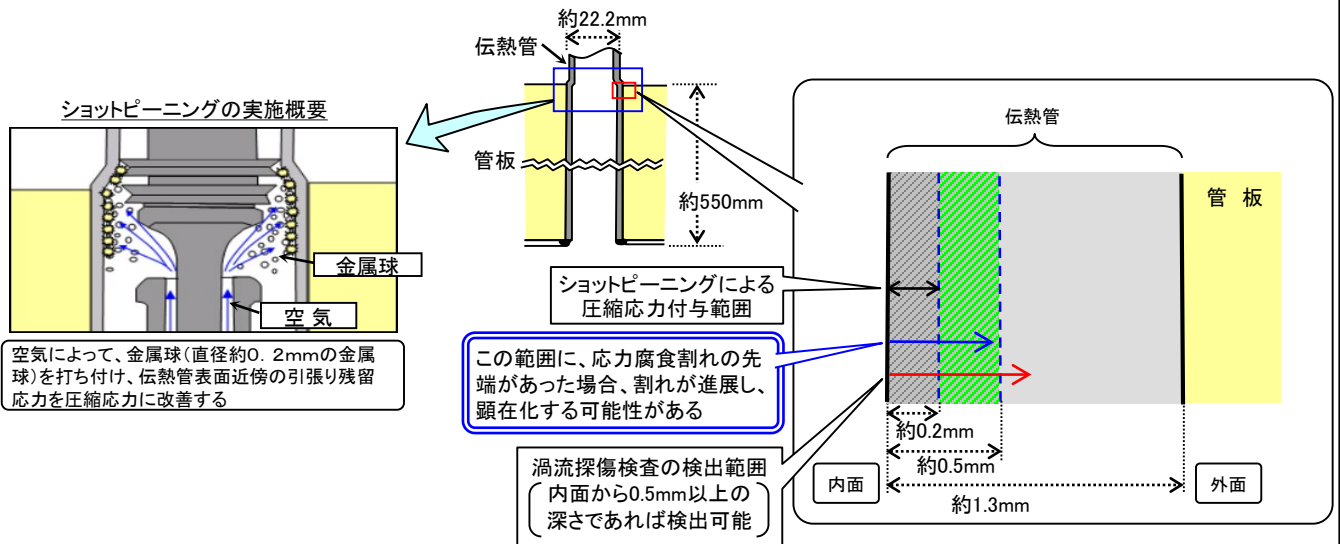 約22.2mm
伝熱管
ショットピーニングの実施概要
管板
約550mm
金属球
空 気
空気によって、金属球(直径約0. 2mmの金属
球)を打ち付け、伝熱管表面近傍の引張り残留
応力を圧縮応力に改善する
伝熱管
管 板
ショットピーニングによる
圧縮応力付与範囲
この範囲に、応力腐食割れの先
端があった場合、割れが進展し、
顕在化する可能性がある
約0.2mm
約0.5mm
渦流探傷検査の検出範囲
内面から0.5mm以上の
深さであれば検出可能
内面
外面
約1.3mm